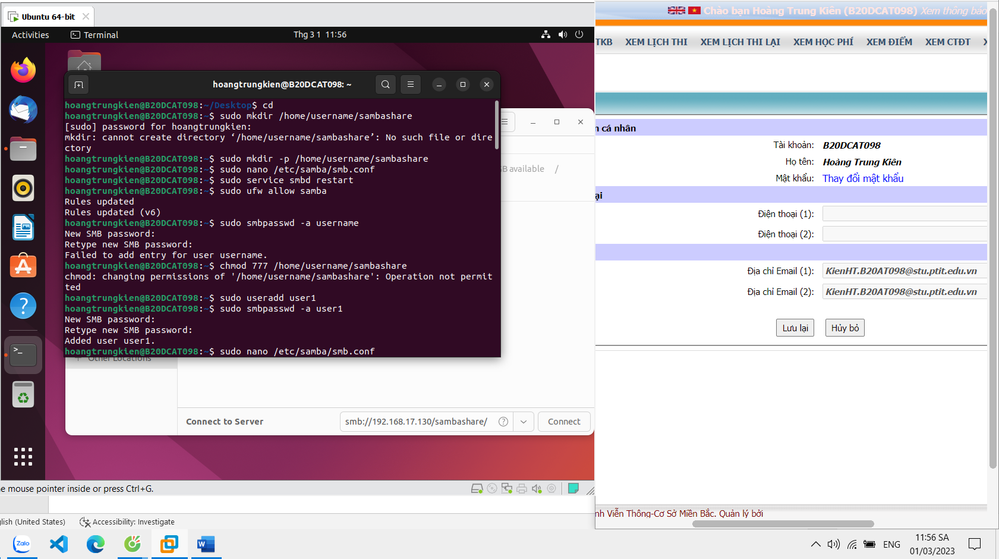 Ubuntu 64-bit
Activities
Terminal
Thg 3 1 11:56
hoangtrungkien@B20DCAT098: ~
hoangtrungkien@B20DCAT098:~/Desktop$ cd
hoangtrungkien@B20DCAT098:~$ sudo mkdir /home/username/sambashare
[sudo] password for hoangtrungkien:
mkdir: cannot create directory ‘/home/username/sambashare’: No such file or dire
ctory
hoangtrungkien@B20DCAT098:~$ sudo mkdir -p /home/username/sambashare
hoangtrungkien@B20DCAT098:~$ sudo nano /etc/samba/smb.conf
hoangtrungkien@B20DCAT098:~$ sudo service smbd restart
hoangtrungkien@B20DCAT098:~$ sudo ufw allow samba
Rules updated
Rules updated (v6)
hoangtrungkien@B20DCAT098:~$ sudo smbpasswd -a username
New SMB password:
Retype new SMB password:
Failed to add entry for user username.
hoangtrungkien@B20DCAT098:~$ chmod 777 /home/username/sambashare
chmod: changing permissions of '/home/username/sambashare': Operation not permit
ted
hoangtrungkien@B20DCAT098:~$ sudo useradd user1
hoangtrungkien@B20DCAT098:~$ sudo smbpasswd -a user1
New SMB password:
Retype new SMB password:
Added user user1.
hoangtrungkien@B20DCAT098:~$ sudo nano /etc/samba/smb.conf
GB available /
+ Other Locations
Connect to Server
smb://192.168.17.130/sambashare/
Connect
e mouse pointer inside or press Ctrl+G.
lish (United States)
Accessibility: Investigate
Chào bạn Hoàng Trung Kiên (B20DCAT098) Xem thông báo
TKB XEM LỊCH THI XEM LỊCH THI LẠI XEM HỌC PHÍ XEM ĐIỂM XEM CTĐT X
n cá nhân
Tài khoản: B20DCAT098
Họ tên: Hoàng Trung Kiên
Mật khẩu: Thay đổi mật khẩu
ại
Điện thoại (1):
Điện thoại (2):
Địa chỉ Email (1): KienHT.B20AT098@stu.ptit.edu.vn
Địa chỉ Email (2): KienHT.B20AT098@stu.ptit.edu.vn
Lưu lại Hủy bỏ
nh Viễn Thông-Cơ Sở Miền Bắc. Quản lý bởi
Zalo
ENG
11:56 SA
01/03/2023